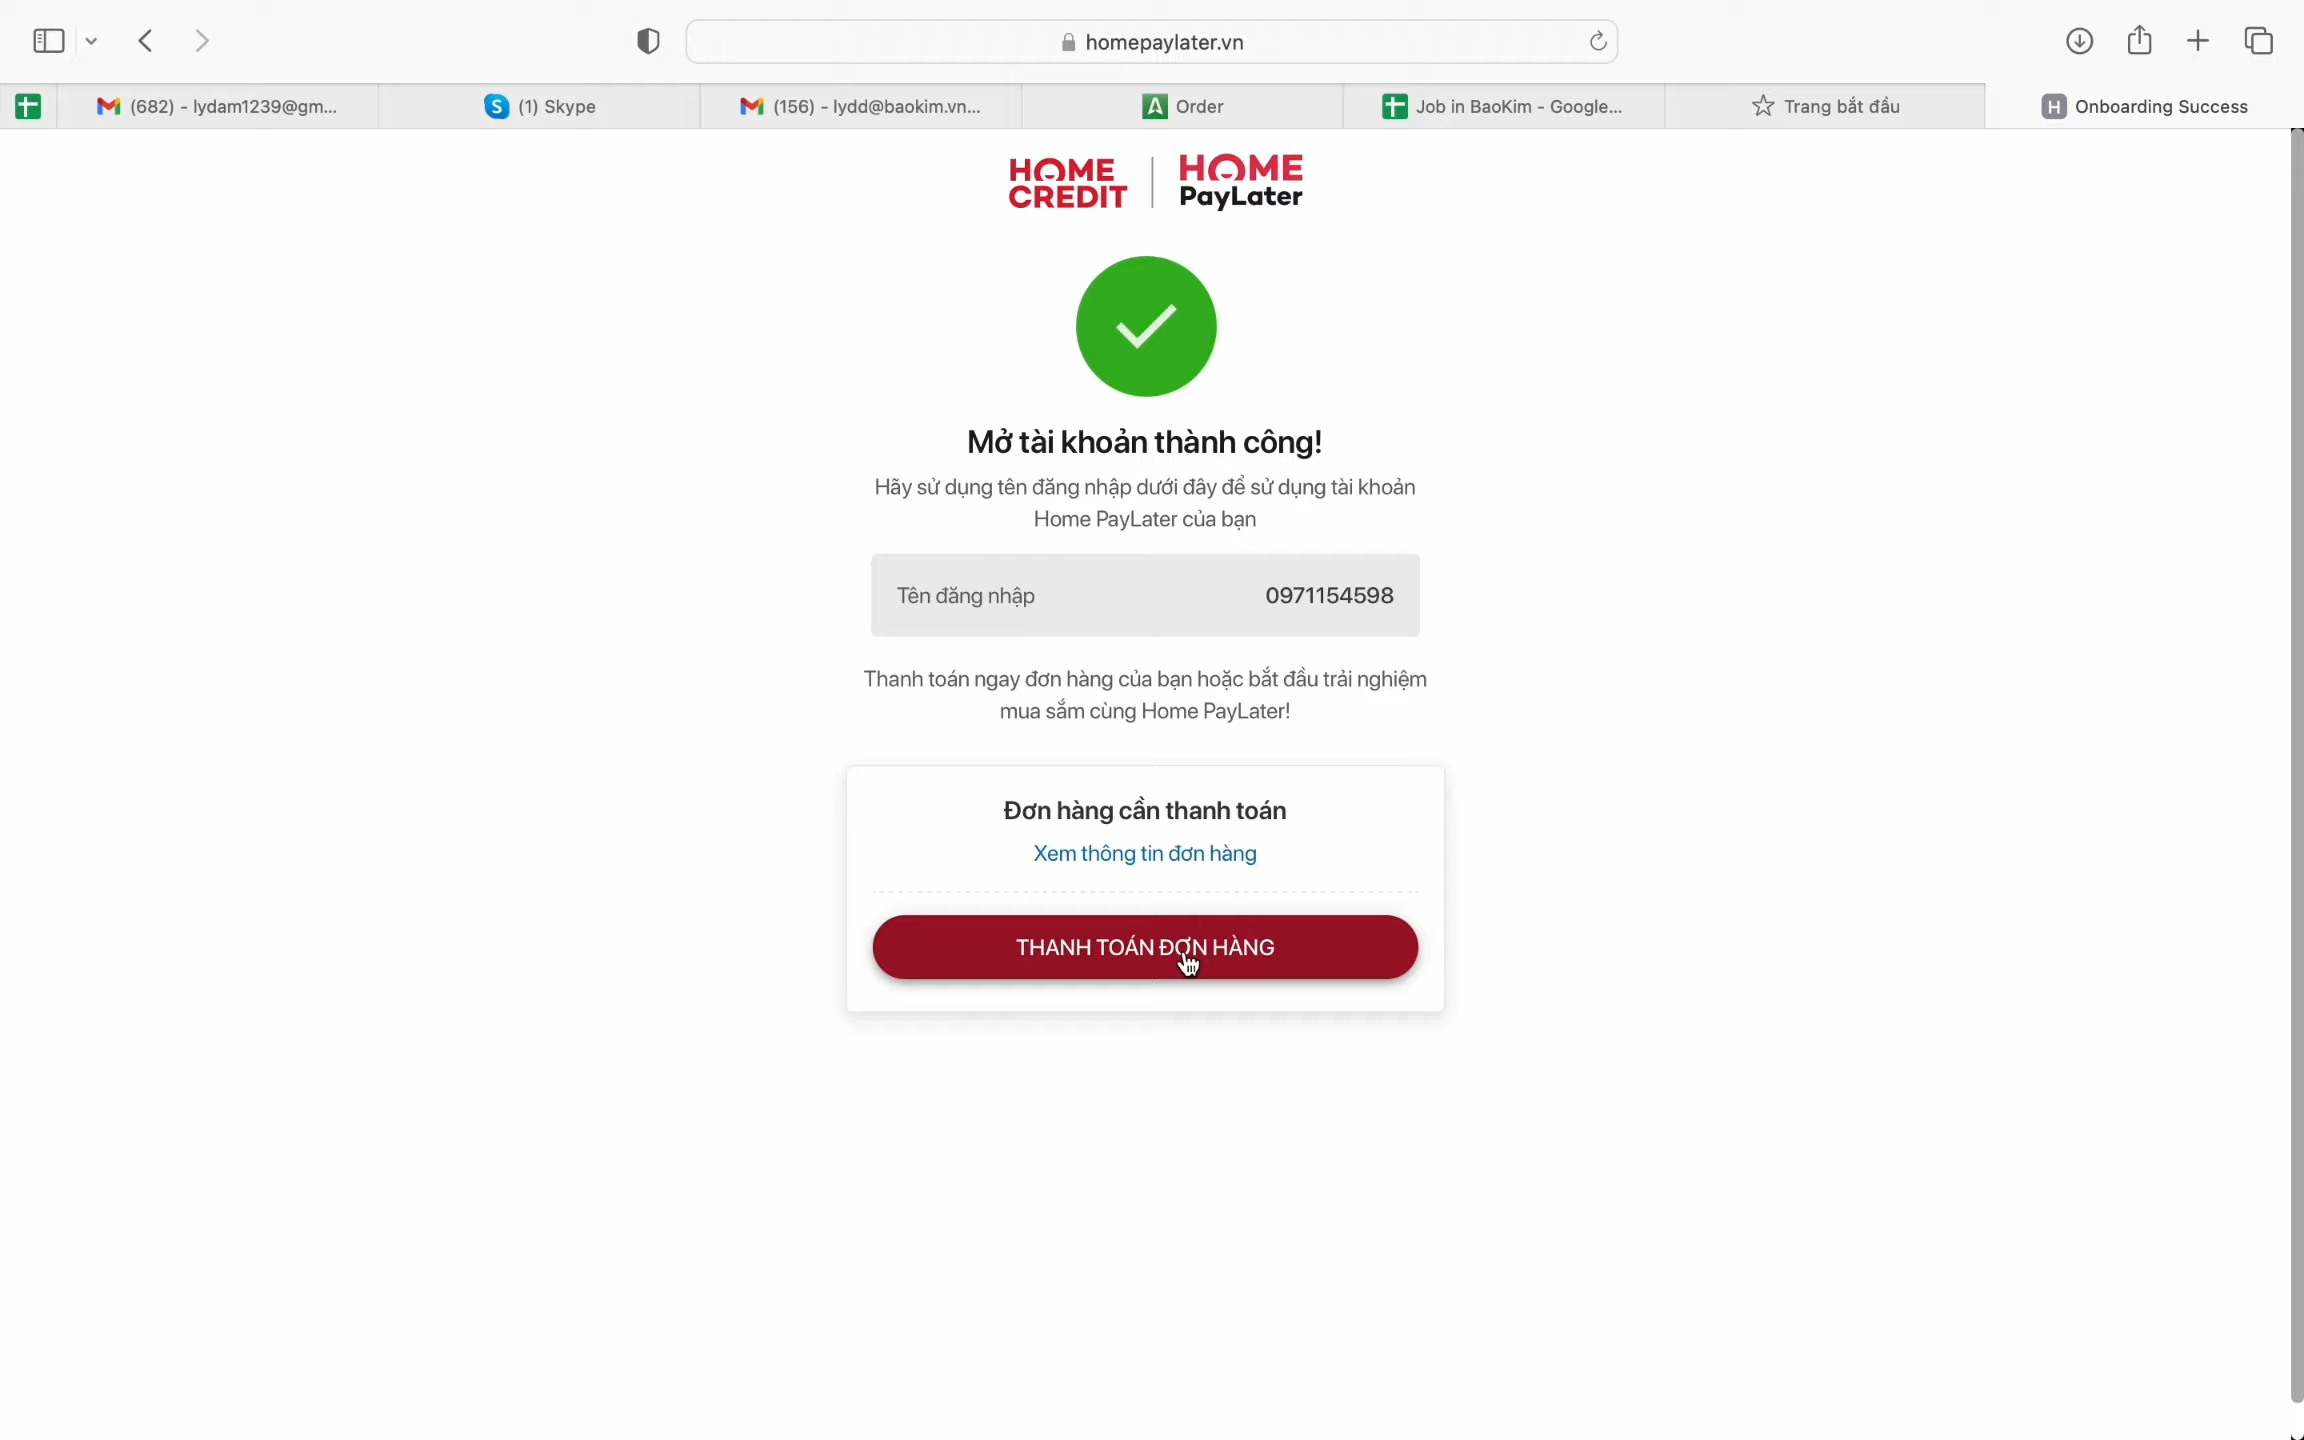 homepaylater.vn
(682) - lydam1239@gm...
(1) Skype
(156) - lydd@baokim.vn...
Order
Job in BaoKim - Google...
Trang bắt đầu
H Onboarding Success
HOME CREDIT
HOME PayLater
Mở tài khoản thành công!
Hãy sử dụng tên đăng nhập dưới đây để sử dụng tài khoản
Home PayLater của bạn
Tên đăng nhập 0971154598
Thanh toán ngay đơn hàng của bạn hoặc bắt đầu trải nghiệm
mua sắm cùng Home PayLater!
Đơn hàng cần thanh toán
Xem thông tin đơn hàng
THANH TOÁN ĐƠN HÀNG